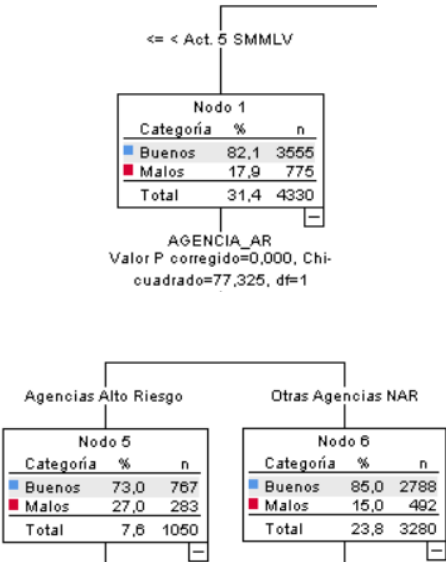 <= < Act. 5 SMMLV
Nodo 1
Categoría % n
Buenos 82,1 3555
Malos 17,9 775
Total 31,4 4330
AGENCIA_AR
Valor P corregido=0,000, Chi-
cuadrado=77,325, df=1
Agencias Alto Riesgo Otras Agencias NAR
Nodo 5 Nodo 6
Categoría % n Categoría % n
Buenos 73,0 767 Buenos 85,0 2788
Malos 27,0 283 Malos 15,0 492
Total 7,6 1050 Total 23,8 3280